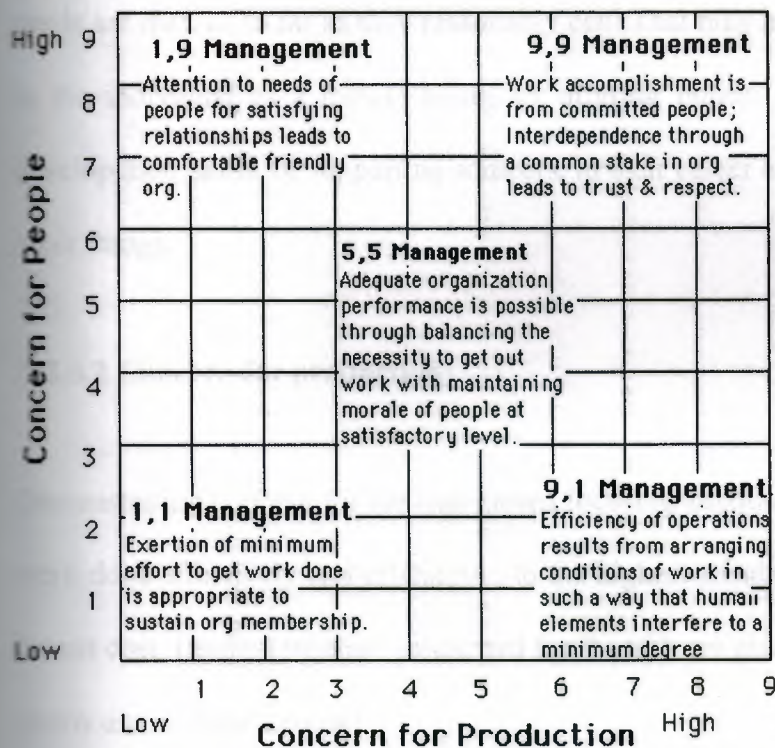 High 9
1,9 Management
9,9 Management
Attention to needs of
people for satisfying
relationships leads to
comfortable friendly
org.
Work accomplishment is
from committed people;
Interdependence through
a common stake in org
leads to trust & respect.
8
7
6
5
4
3
2
1
Low
Concern for People
5,5 Management
Adequate organization
performance is possible
through balancing the
necessity to get out
work with maintaining
morale of people at
satisfactory level.
1,1 Management
Exertion of minimum
effort to get work done
is appropriate to
sustain org membership.
9,1 Management
Efficiency of operations
results from arranging
conditions of work in
such a way that human
elements interfere to a
minimum degree
1 2 3 4 5 6 7 8 9
Low High
Concern for Production